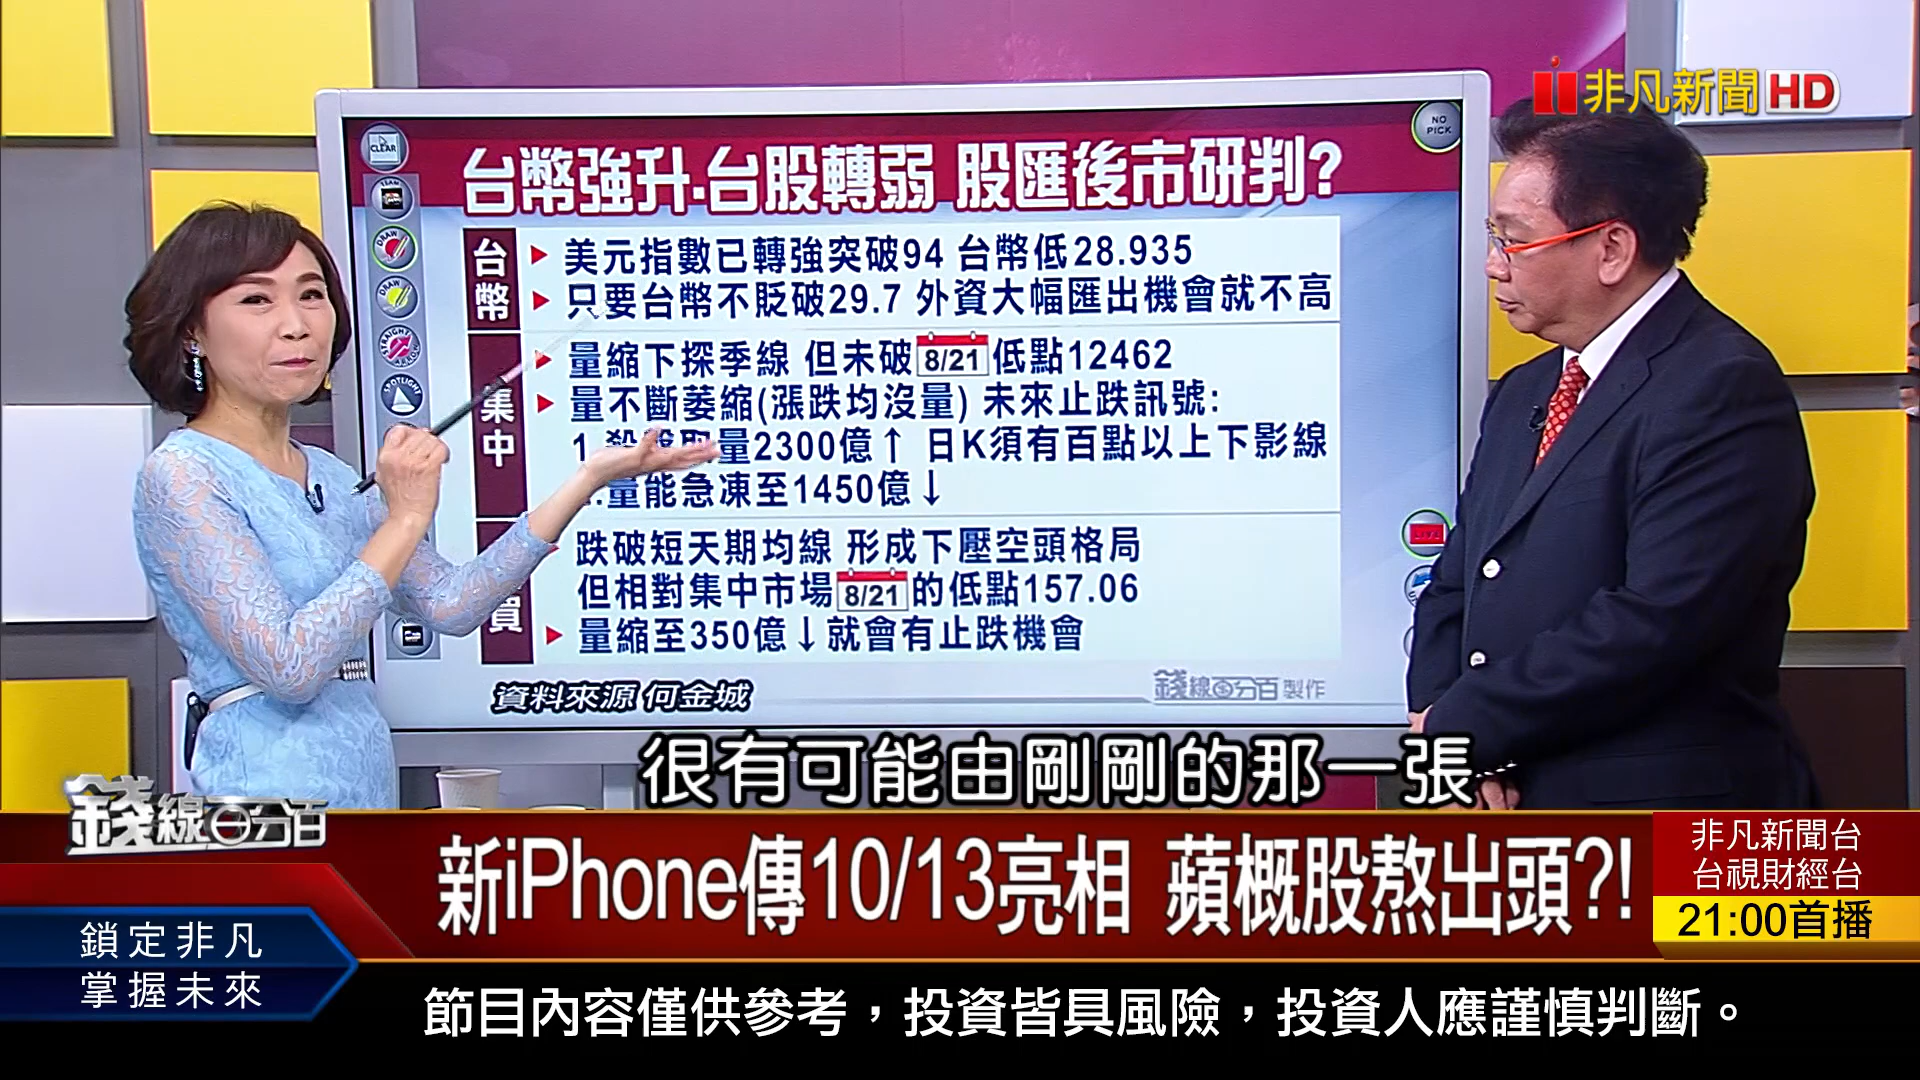 非凡新聞HD
CLEAR
NO PICK
台幣強升.台股轉弱 股匯後市研判?
台幣
美元指數已轉強突破94 台幣低28.935
只要台幣不貶破29.7 外資大幅匯出機會就不高
集中
量縮下探季線 但未破8/21低點12462
量不斷萎縮(漲跌均沒量) 未來止跌訊號:
量2300億↑ 日K須有百點以上下影線
量能急凍至1450億↓
買
跌破短天期均線 形成下壓空頭格局
但相對集中市場8/21的低點157.06
量縮至350億↓就會有止跌機會
DRAW
DRAW
STRAIGHT ARROW
SPOTLIGHT
資料來源 何金城
錢線百分百 製作
很有可能由剛剛的那一張
錢線百分百
新iPhone傳10/13亮相 蘋概股熬出頭?!
非凡新聞台
台視財經台
21:00首播
鎖定非凡
掌握未來
節目內容僅供參考，投資皆具風險，投資人應謹慎判斷。